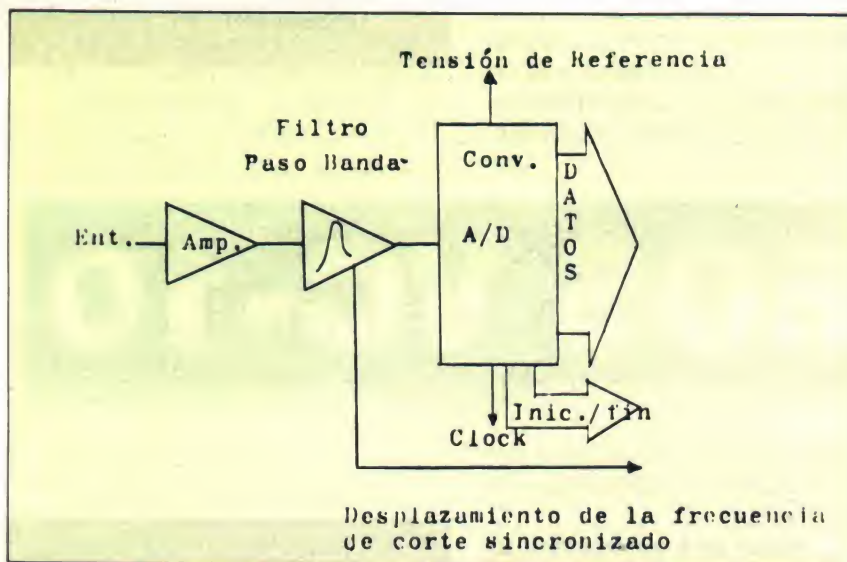 Tensión de Referencia
Filtro
Paso Banda
Conv.
A/D
DATOS
Ent.
Amp.
Inic./fin
Clock
Desplazamiento de la frecuencia
de corte sincronizado